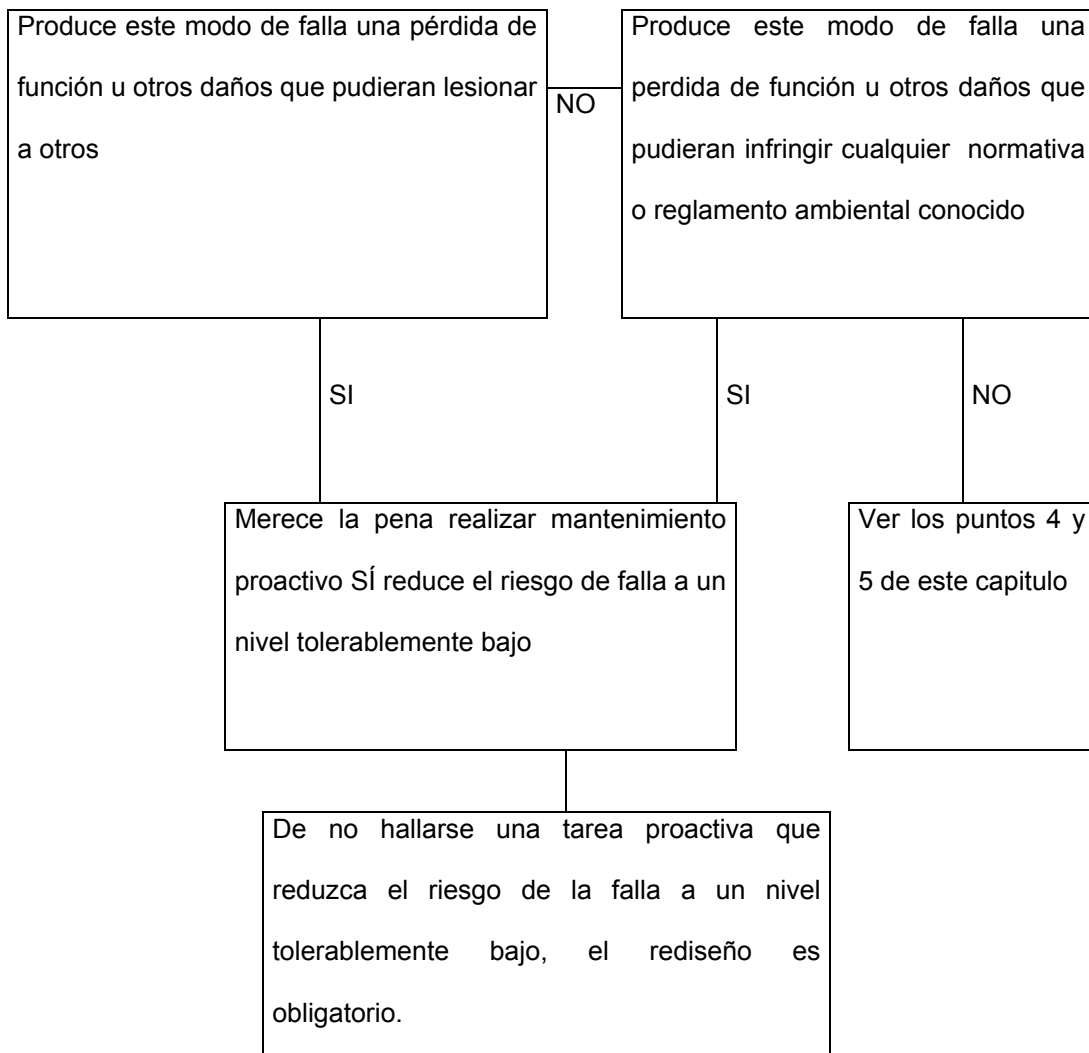 Produce este modo de falla una pérdida de
función u otros daños que pudieran lesionar
a otros
NO
Produce este modo de falla una
perdida de función u otros daños que
pudieran infringir cualquier normativa
o reglamento ambiental conocido
SI
SI
NO
Merece la pena realizar mantenimiento
proactivo SÍ reduce el riesgo de falla a un
nivel tolerablemente bajo
Ver los puntos 4 y
5 de este capitulo
De no hallarse una tarea proactiva que
reduzca el riesgo de la falla a un nivel
tolerablemente bajo, el rediseño es
obligatorio.